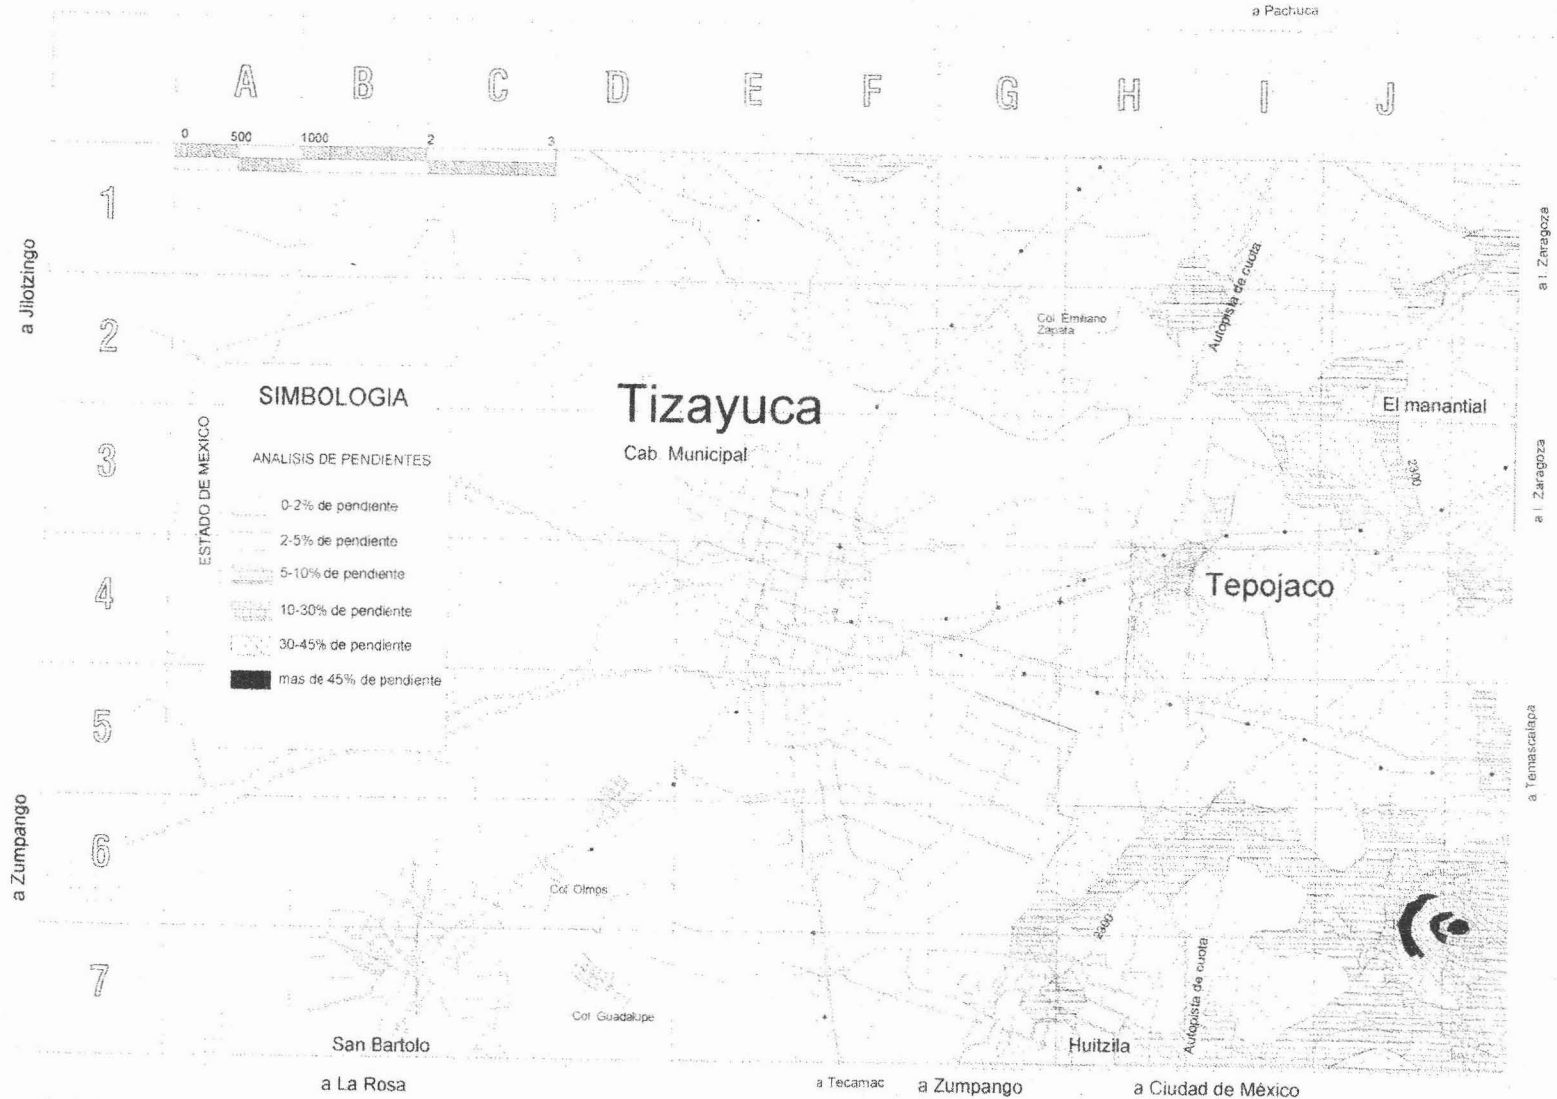 a Pachuca
A B C D E F G H I J
0 500 1000 2 3
1
a Jilotzingo
a I. Zaragoza
2
Col Emiliano
Zapata
Autopista de cuota
SIMBOLOGIA
Tizayuca
El manantial
Cab. Municipal
3
ESTADO DE MEXICO
ANALISIS DE PENDIENTES
2300
a I. Zaragoza
0-2% de pendiente
2-5% de pendiente
5-10% de pendiente
4
Tepojaco
10-30% de pendiente
30-45% de pendiente
mas de 45% de pendiente
5
a Temascalapa
a Zumpango
6
Col Olmos
2300
7
Autopista de cuota
Col Guadalupe
San Bartolo
Huitzila
a La Rosa
a Tecamac
a Zumpango
a Ciudad de México